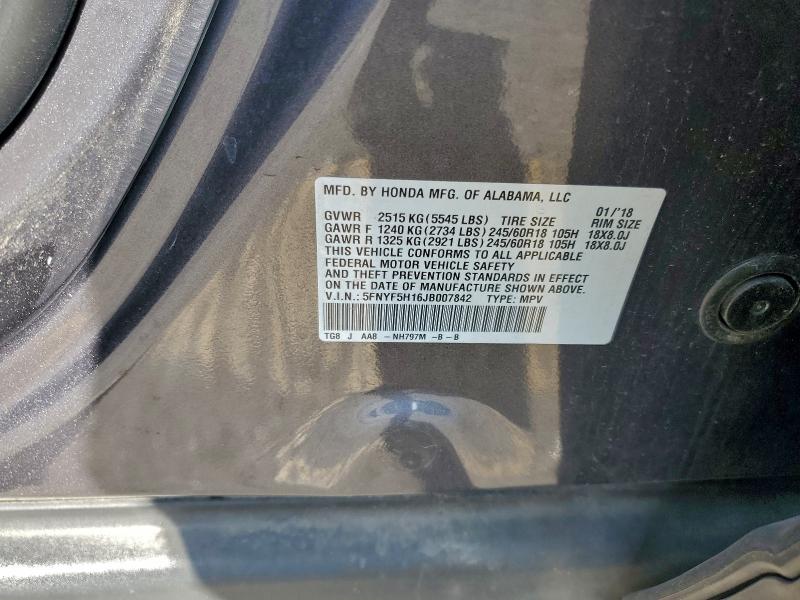 MFD. BY HONDA MFG. OF ALABAMA, LLC
01/'18
GVWR 2515 KG(5545 LBS) TIRE SIZE RIM SIZE
GAWR F 1240 KG(2734 LBS) 245/60R18 105H 18X8.0J
GAWR R 1325 KG(2921 LBS) 245/60R18 105H 18X8.0J
THIS VEHICLE CONFORMS TO ALL APPLICABLE
FEDERAL MOTOR VEHICLE SAFETY
AND THEFT PREVENTION STANDARDS IN EFFECT
ON THE DATE OF MANUFACTURE SHOWN ABOVE.
V.I.N.: 5FNYF5H16JB007842 TYPE: MPV
TG8 J AA8 -NH797M -B-B